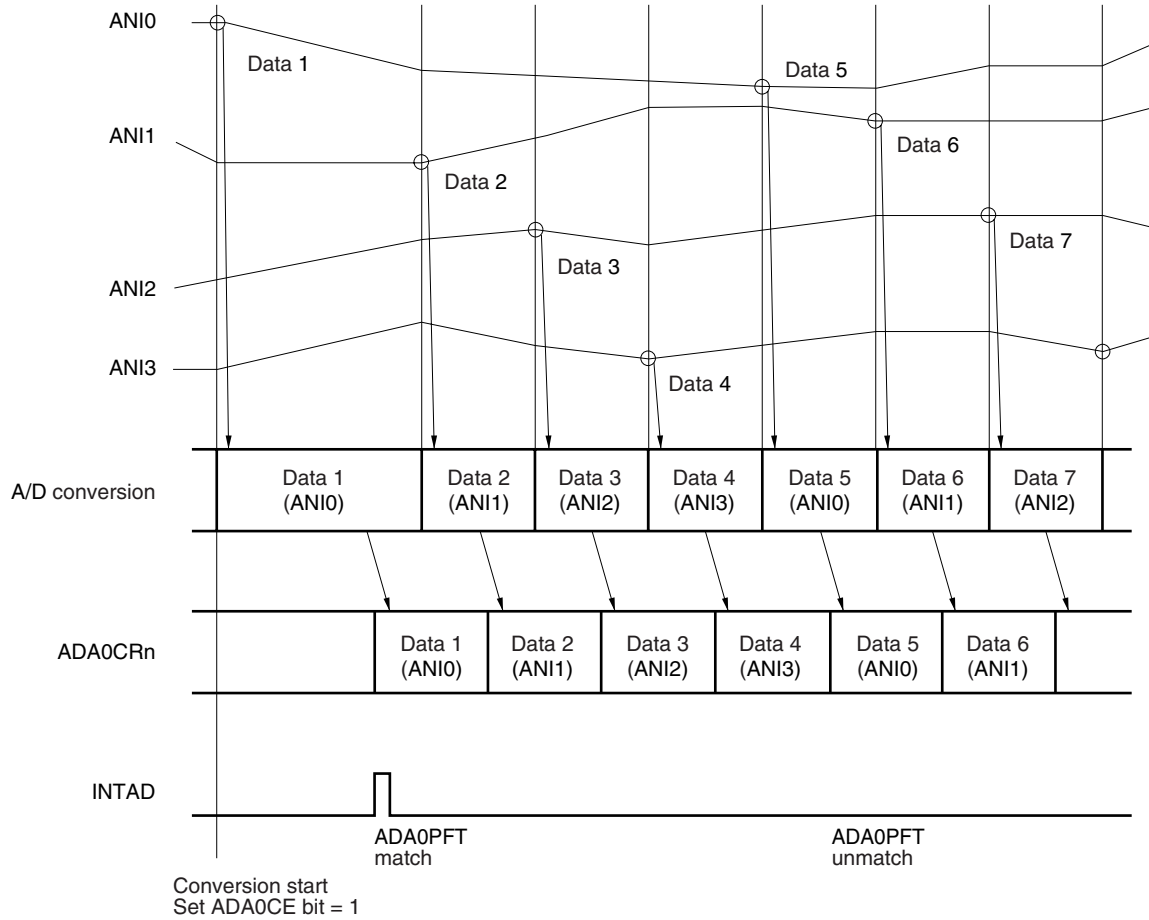 ANI0
Data 1
Data 5
ANI1
Data 6
Data 2
Data 7
Data 3
ANI2
ANI3
Data 4
A/D conversion
Data 1
(ANI0)
Data 2
(ANI1)
Data 3
(ANI2)
Data 4
(ANI3)
Data 5
(ANI0)
Data 6
(ANI1)
Data 7
(ANI2)
ADA0CRn
Data 1
(ANI0)
Data 2
(ANI1)
Data 3
(ANI2)
Data 4
(ANI3)
Data 5
(ANI0)
Data 6
(ANI1)
INTAD
ADA0PFT
match
ADA0PFT
unmatch
Conversion start
Set ADA0CE bit = 1